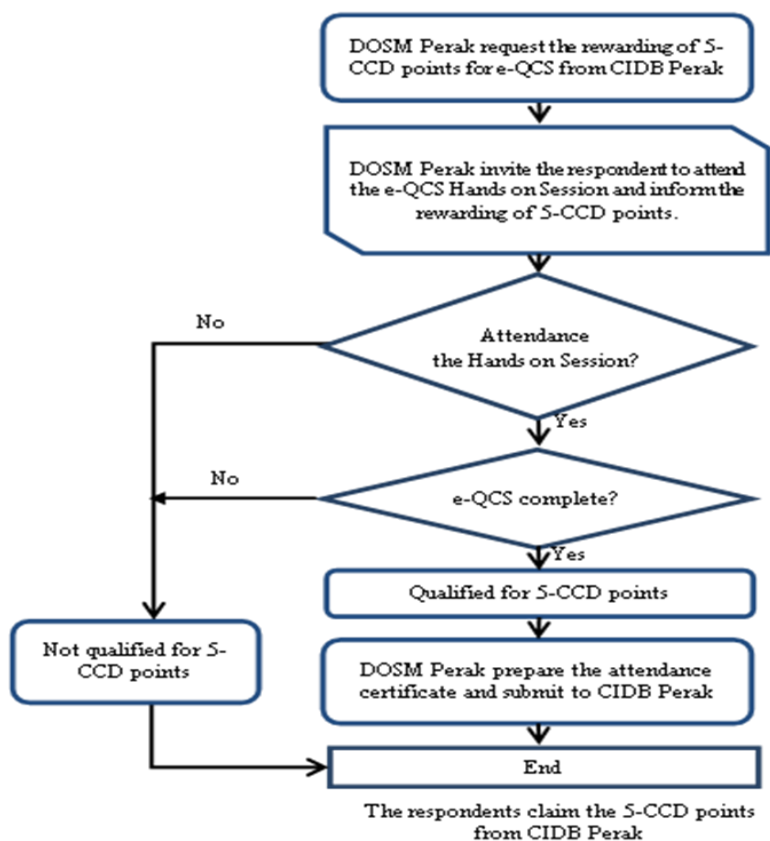 DOSM Perak request the rewarding of 5-
CCD points for e-QCS from CIDB Perak
DOSM Perak invite the respondent to attend
the e-QCS Hands on Session and inform the
rewarding of 5-CCD points.
No
Attendance
the Hands on Session?
Yes
No
e-QCS complete?
Yes
Qualified for 5-CCD points
Not qualified for 5-
CCD points
DOSM Perak prepare the attendance
certificate and submit to CIDB Perak
End
The respondents claim the 5-CCD points
from CIDB Perak